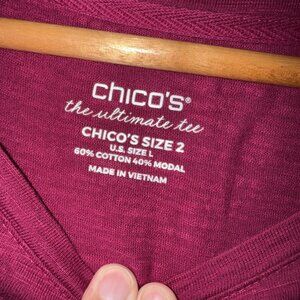 chico's®
the ultimate tee
CHICO'S SIZE 2
U.S. SIZE L
60% COTTON 40% MODAL
MADE IN VIETNAM